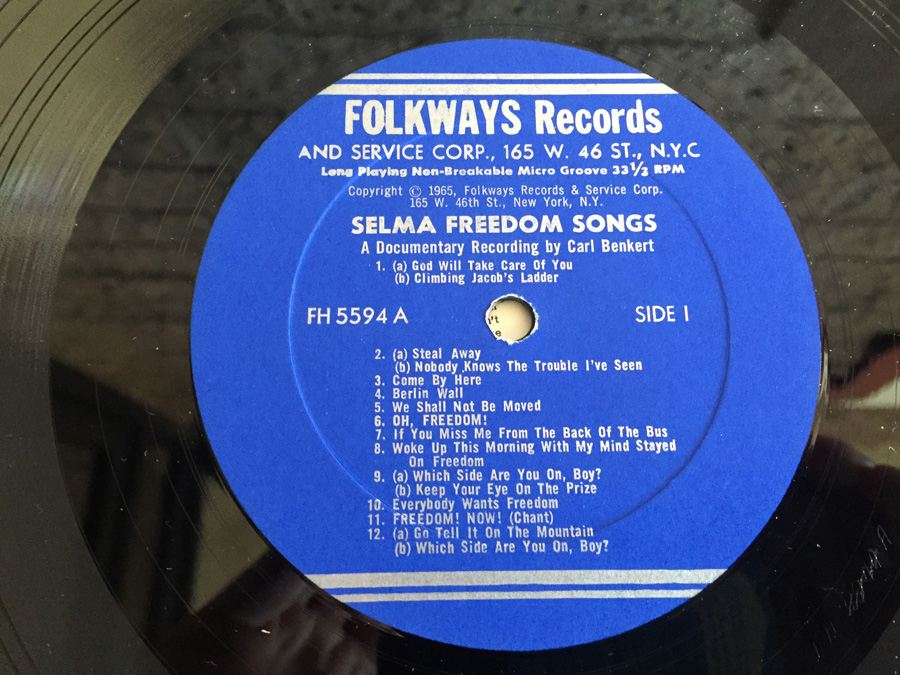 FOLKWAYS Records
AND SERVICE CORP., 165 W. 46 ST., N.Y.C
Long Playing Non-Breakable Micro Groove 33⅓ RPM
Copyright © 1965, Folkways Records & Service Corp.
165 W. 46th St., New York, N.Y.
SELMA FREEDOM SONGS
A Documentary Recording by Carl Benkert
1. (a) God Will Take Care Of You
(b) Climbing Jacob's Ladder
FH 5594 A
SIDE I
2. (a) Steal Away
(b) Nobody Knows The Trouble I've Seen
3. Come By Here
4. Berlin Wall
5. We Shall Not Be Moved
6. OH, FREEDOM!
7. If You Miss Me From The Back Of The Bus
8. Woke Up This Morning With My Mind Stayed
On Freedom
9. (a) Which Side Are You On, Boy?
(b) Keep Your Eye On The Prize
10. Everybody Wants Freedom
11. FREEDOM! NOW! (Chant)
12. (a) Go Tell It On The Mountain
(b) Which Side Are You On, Boy?